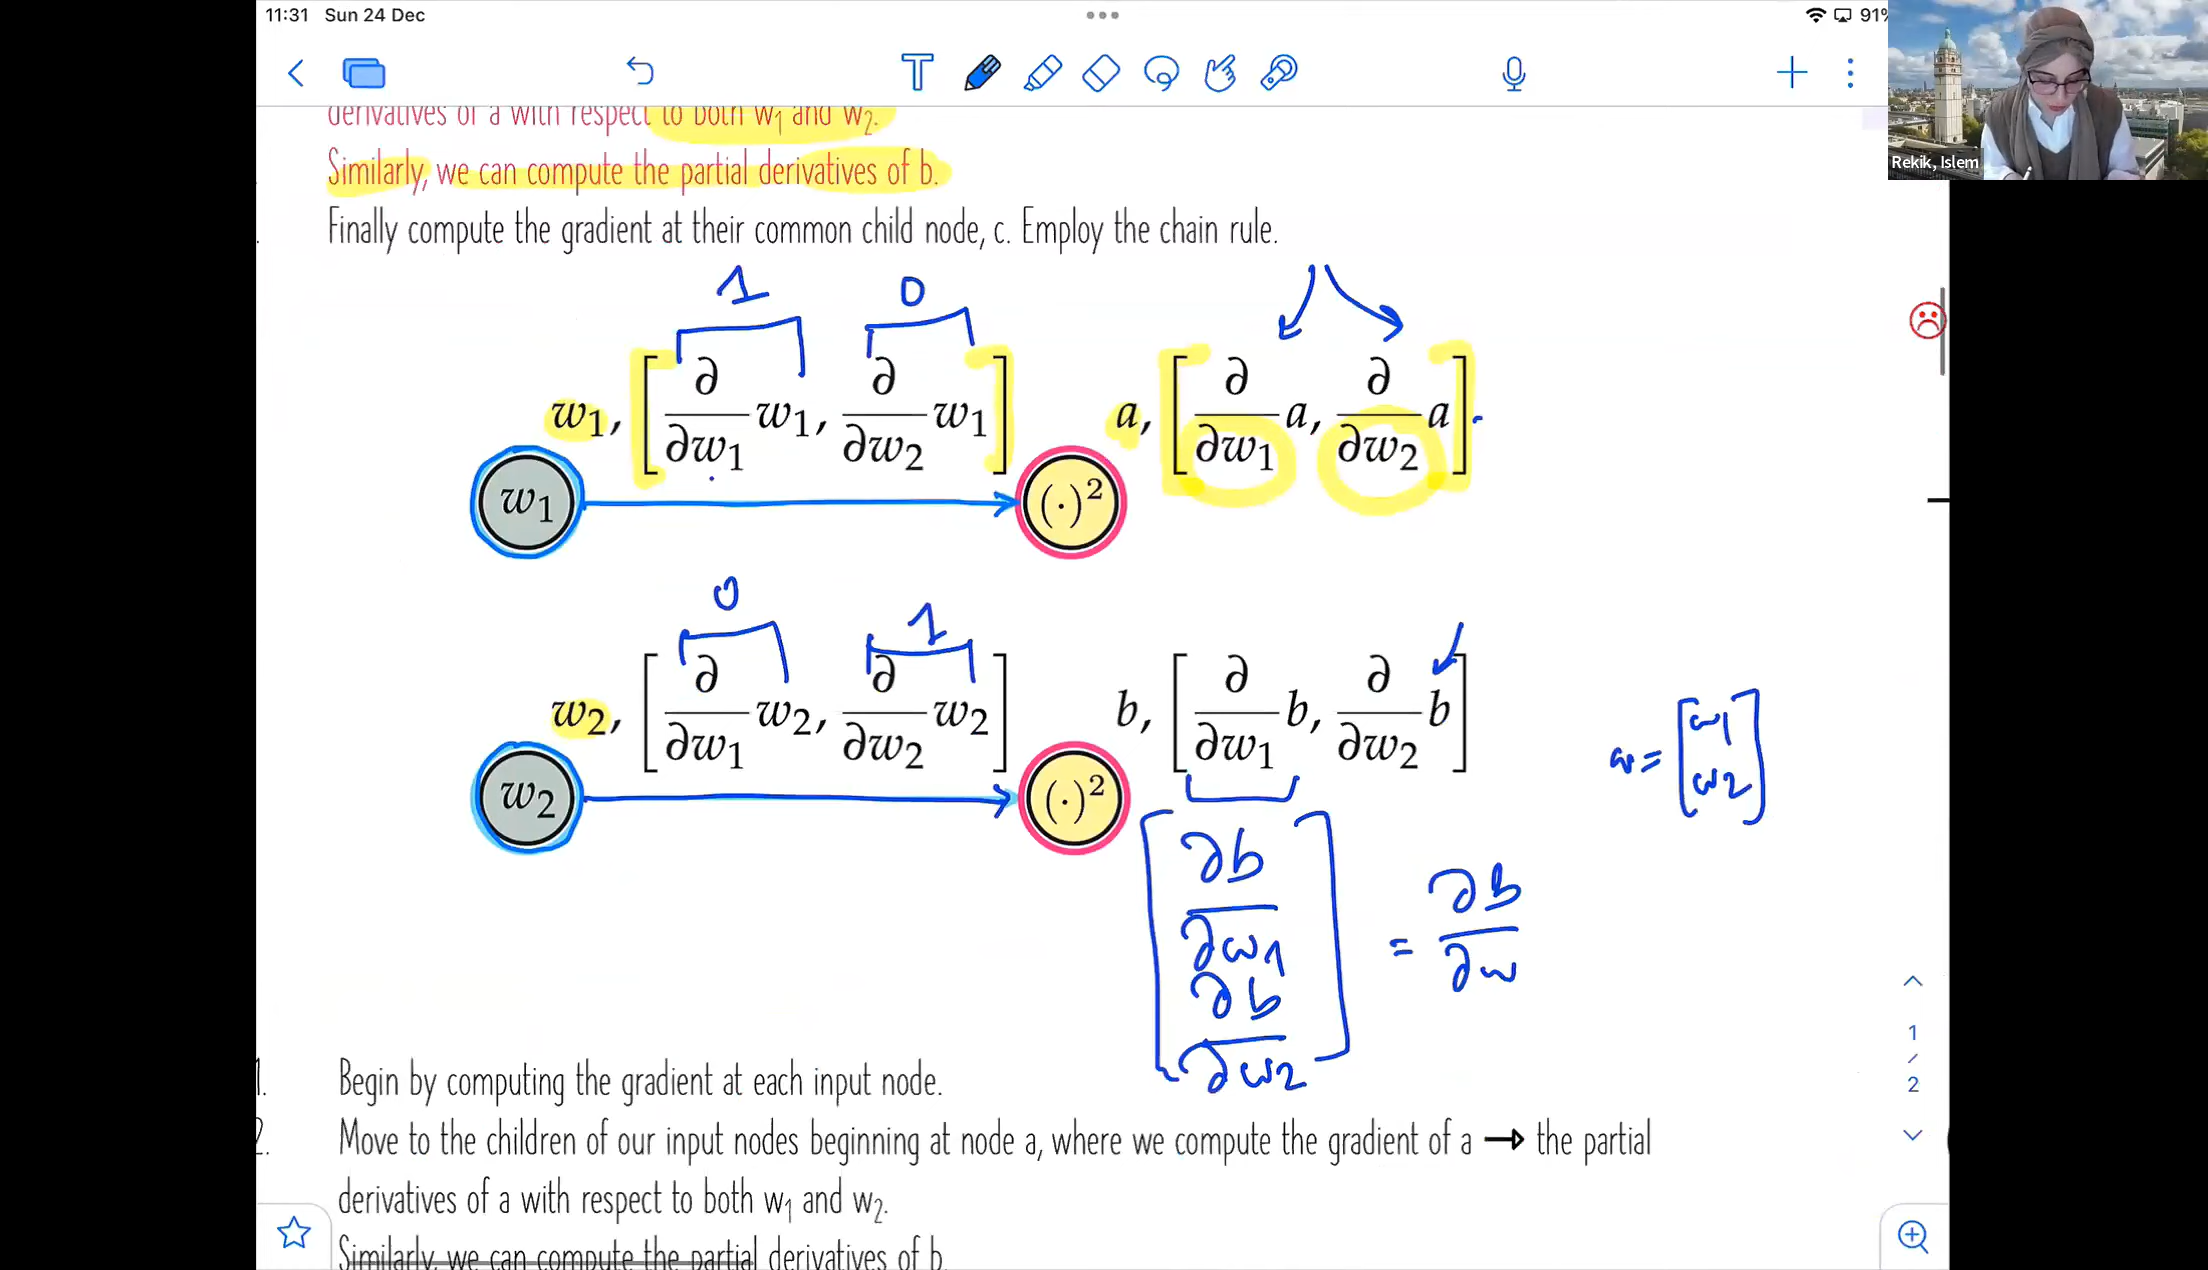 11:31 Sun 24 Dec
91%
Rekik, Islem
derivatives of a with respect to both w₁ and w₂.
Similarly, we can compute the partial derivatives of b.
Finally compute the gradient at their common child node, c. Employ the chain rule.
1 0
w₁, [∂/∂w₁ w₁, ∂/∂w₂ w₁] a, [∂/∂w₁ a, ∂/∂w₂ a]
w₁ (·)²
0 1
w₂, [∂/∂w₁ w₂, ∂/∂w₂ w₂] b, [∂/∂w₁ b, ∂/∂w₂ b]
w = [w1 w2]
w₂ (·)²
[∂b/∂w1 ∂b/∂w2] = ∂b/∂w
1
/
2
1. Begin by computing the gradient at each input node.
2. Move to the children of our input nodes beginning at node a, where we compute the gradient of a → the partial
derivatives of a with respect to both w₁ and w₂.
Similarly, we can compute the partial derivatives of b.